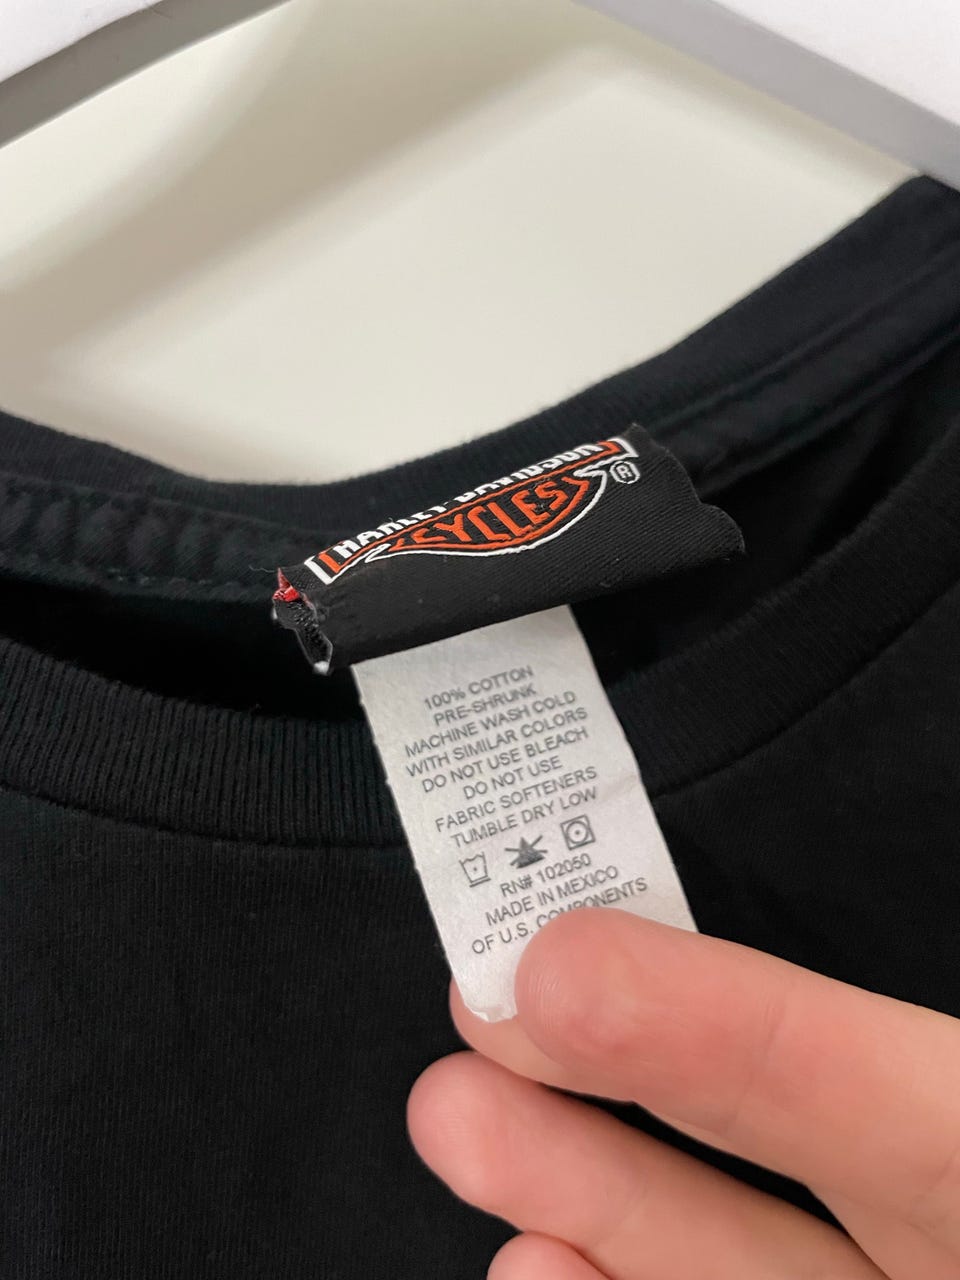 HARLEY-DAVIDSON
CYCLES
®
100% COTTON
PRE-SHRUNK
MACHINE WASH COLD
WITH SIMILAR COLORS
DO NOT USE BLEACH
DO NOT USE
FABRIC SOFTENERS
TUMBLE DRY LOW
RN# 102050
MADE IN MEXICO
OF U.S. COMPONENTS